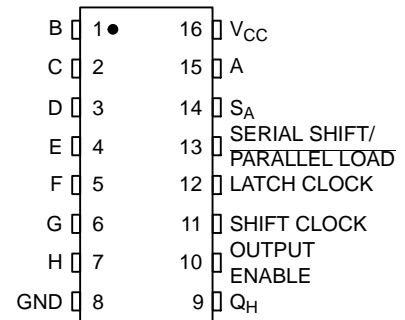 B 1 16 VCC
C 2 15 A
D 3 14 SA
E 4 13 SERIAL SHIFT/
PARALLEL LOAD
F 5 12 LATCH CLOCK
G 6 11 SHIFT CLOCK
H 7 10 OUTPUT
ENABLE
GND 8 9 QH